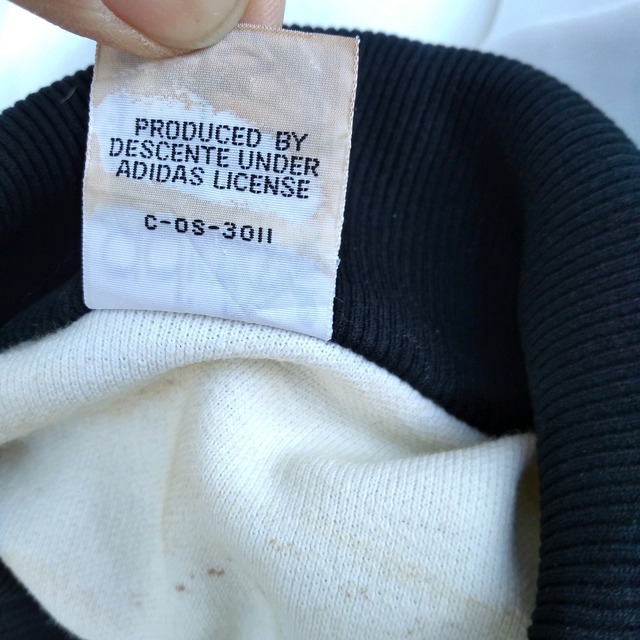 PRODUCED BY
DESCENTE UNDER
ADIDAS LICENSE
C-OS-3011